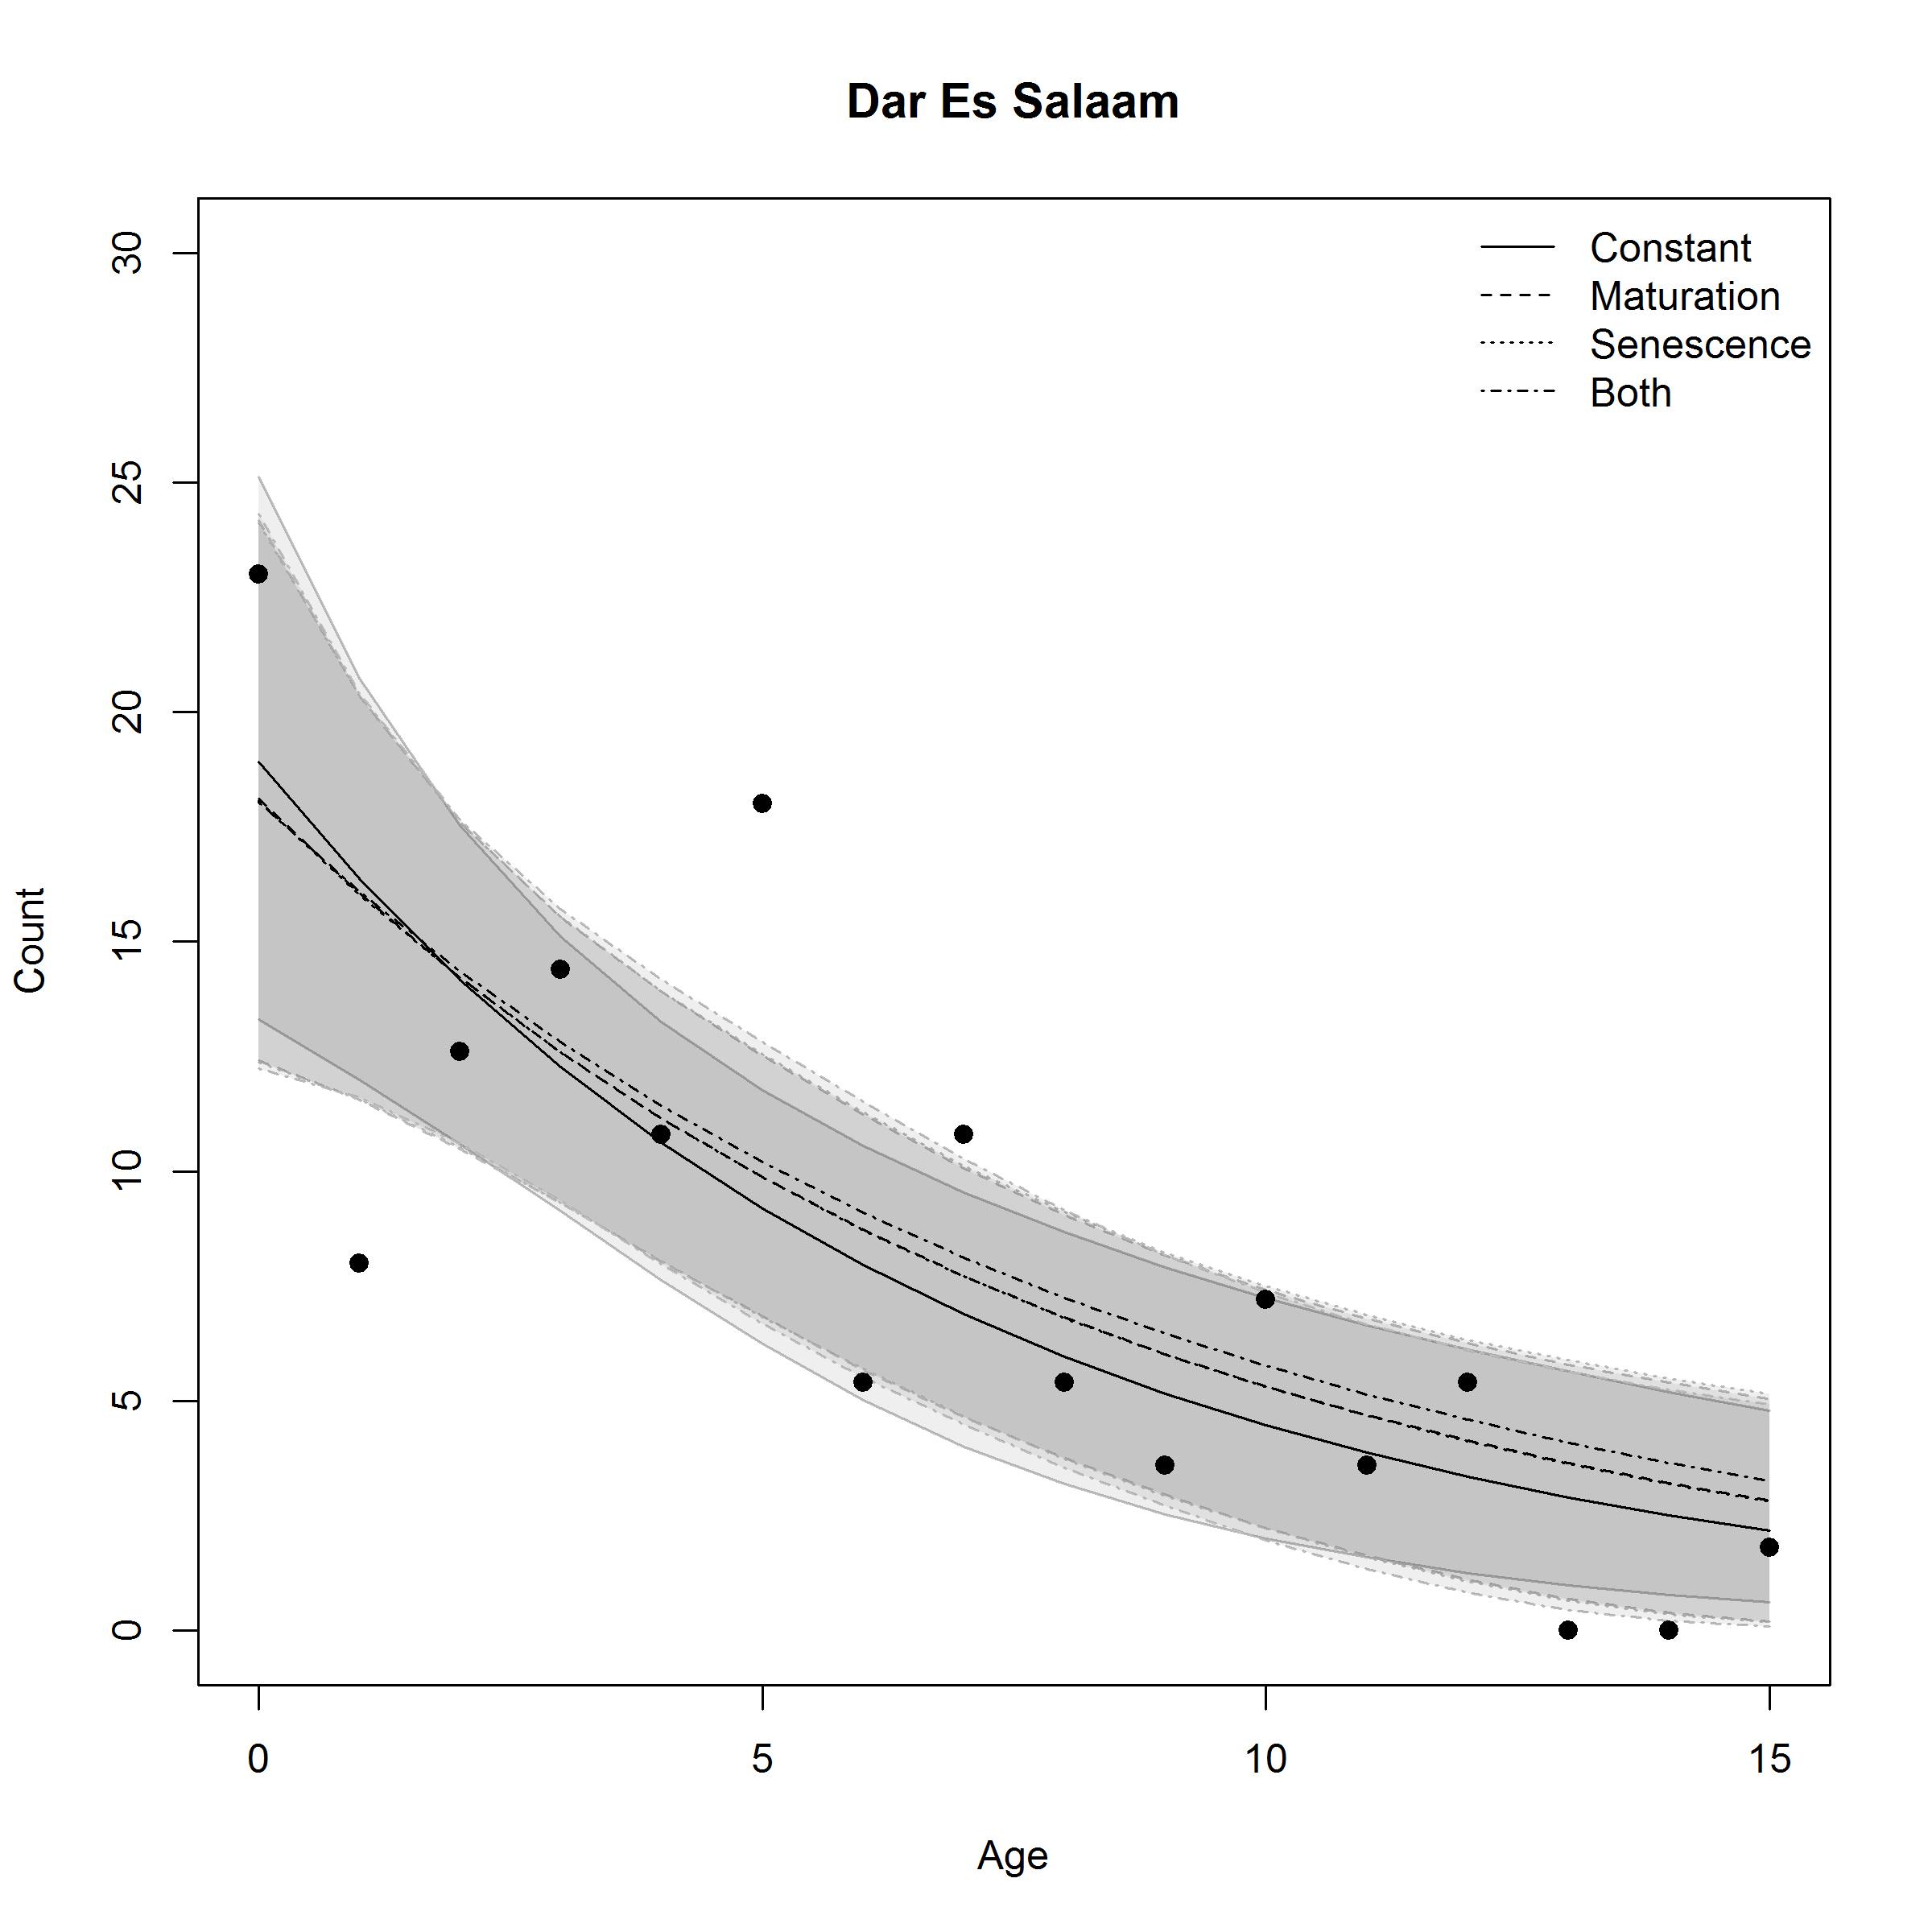 Dar Es Salaam
Constant
Maturation
Senescence
Both
30
25
20
15
10
5
0
Count
0 5 10 15
Age